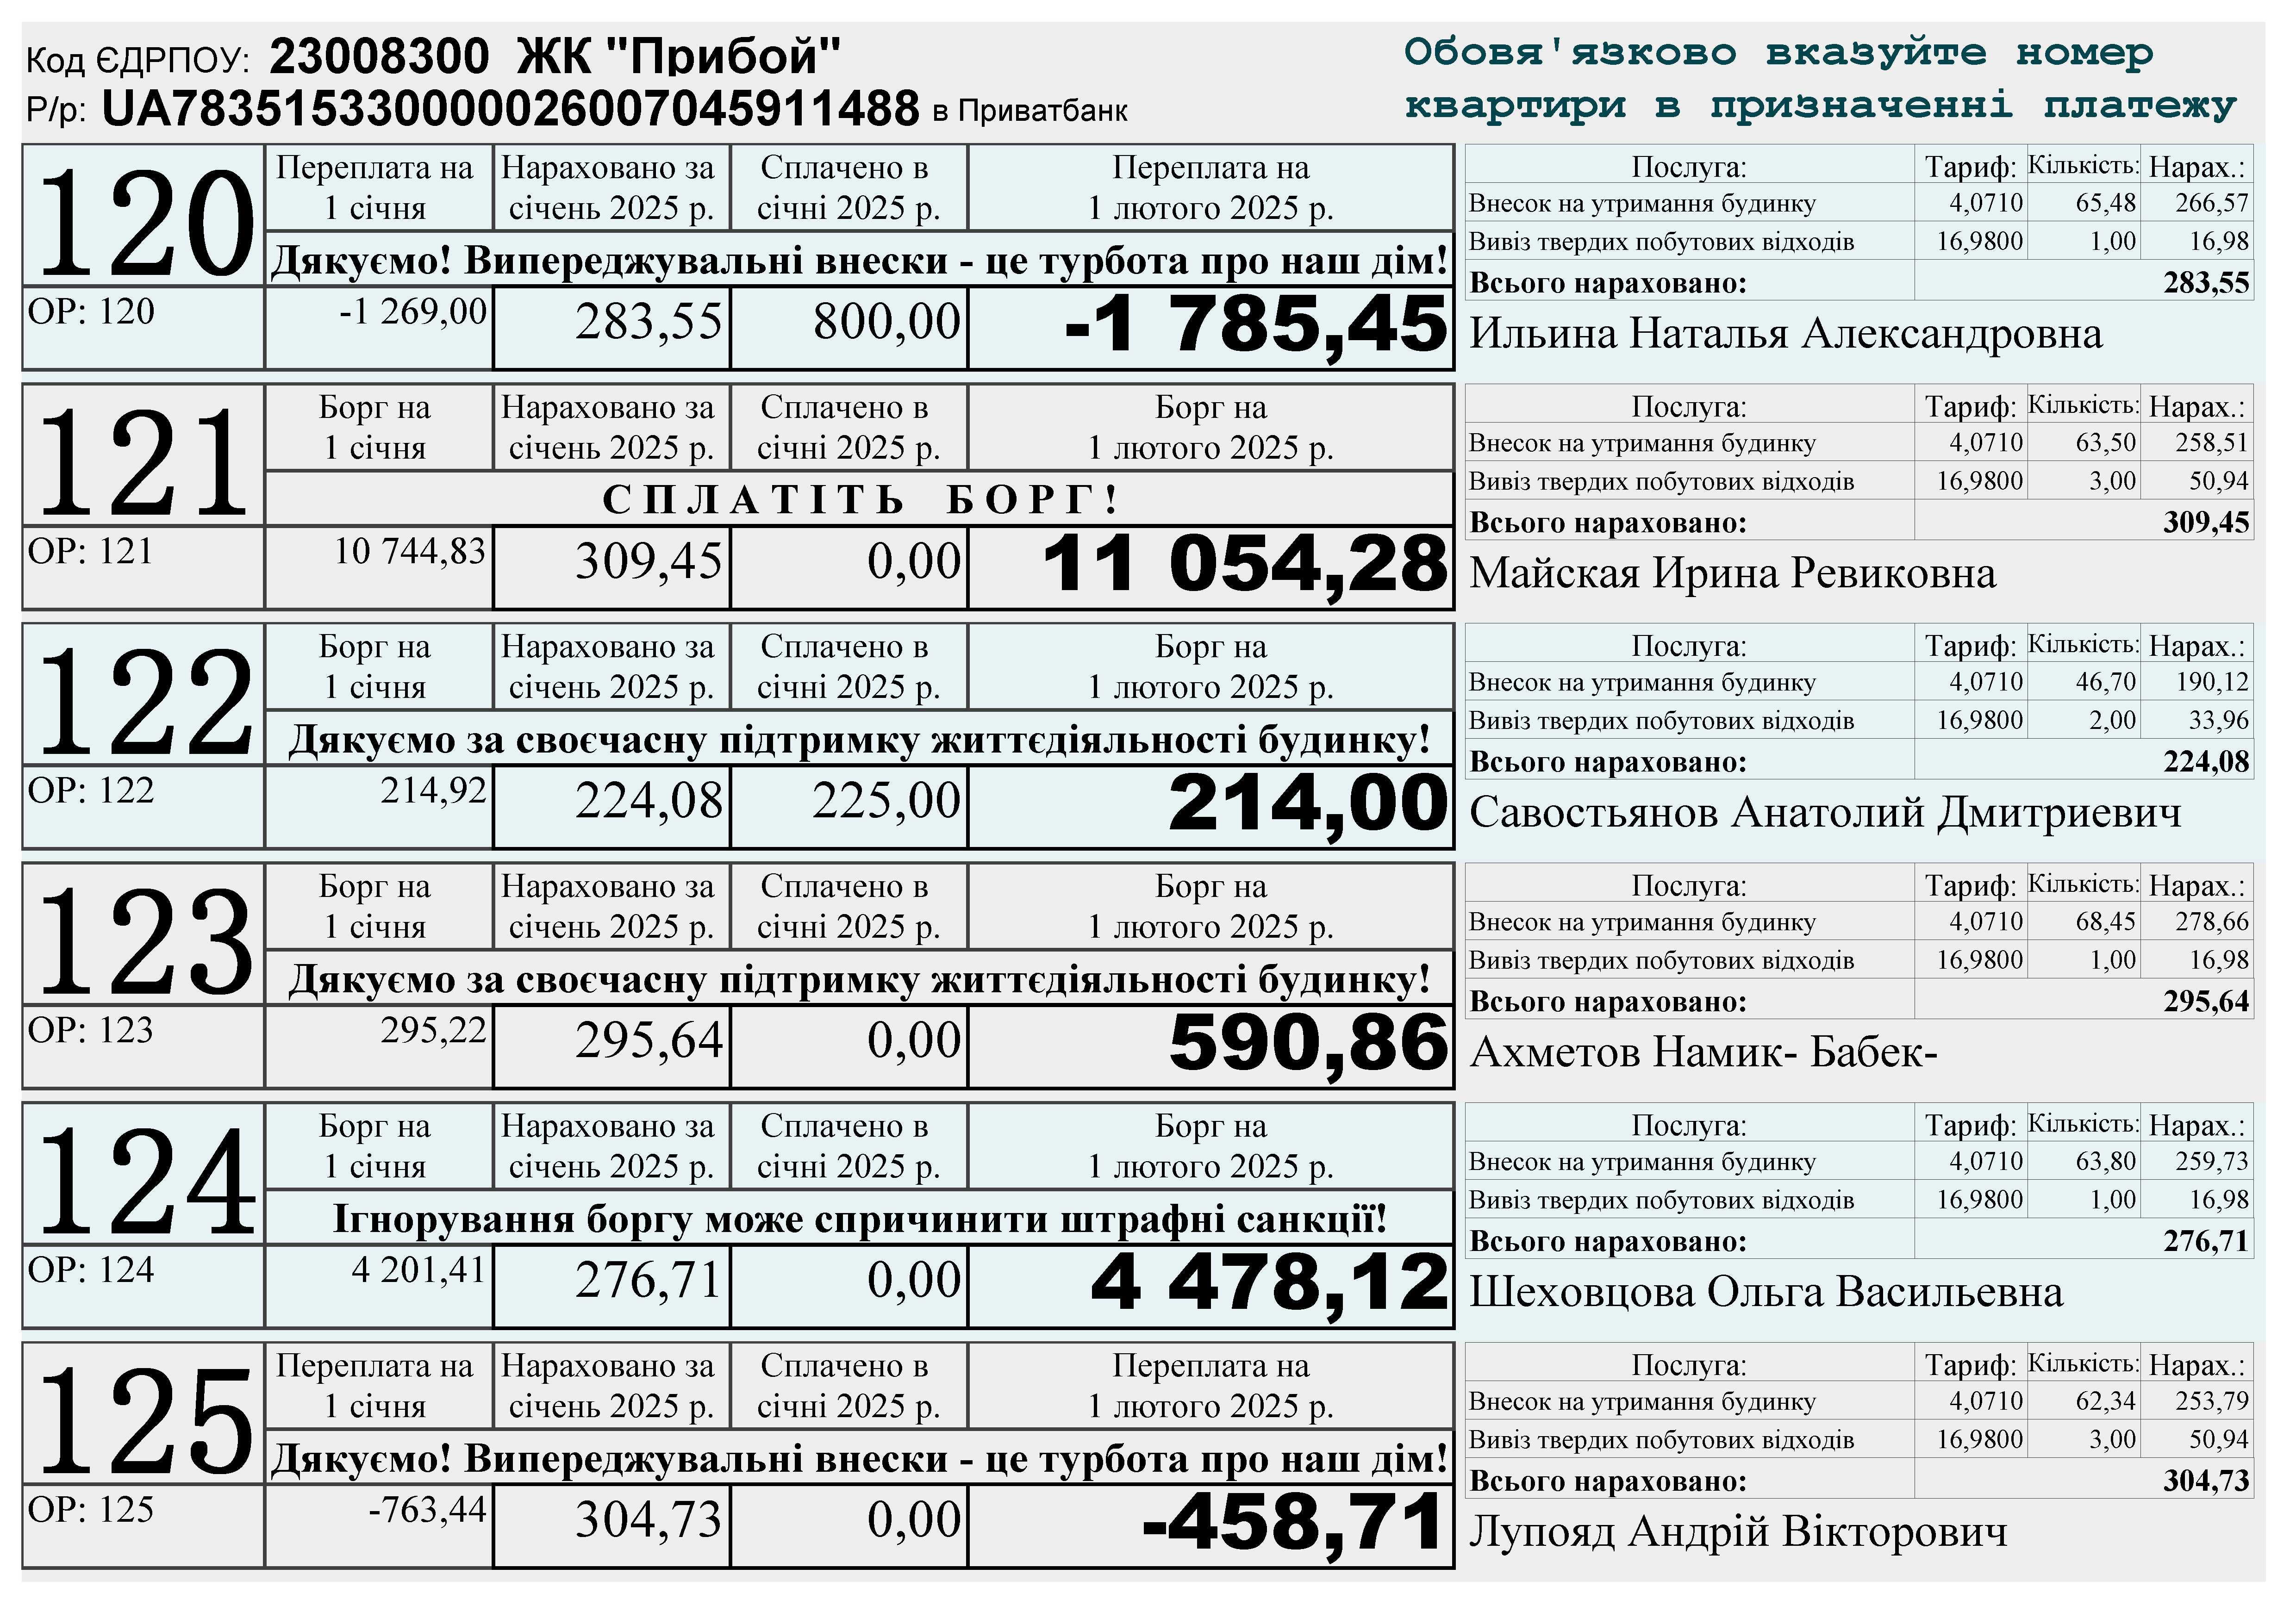 Код ЄДРПОУ: 23008300 ЖК "Прибой"
Р/р: UA783515330000026007045911488 в Приватбанк
Обовя'язково вказуйте номер
квартири в призначенні платежу
120
Переплата на 1 січня
Нараховано за січень 2025 р.
Сплачено в січні 2025 р.
Переплата на 1 лютого 2025 р.
Дякуємо! Випереджувальні внески - це турбота про наш дім!
ОР: 120 -1 269,00 283,55 800,00 -1 785,45
Послуга: Тариф: Кількість: Нарах.:
Внесок на утримання будинку 4,0710 65,48 266,57
Вивіз твердих побутових відходів 16,9800 1,00 16,98
Всього нараховано: 283,55
Ильина Наталья Александровна
121
Борг на 1 січня
Нараховано за січень 2025 р.
Сплачено в січні 2025 р.
Борг на 1 лютого 2025 р.
С П Л А Т І Т Ь Б О Р Г !
ОР: 121 10 744,83 309,45 0,00 11 054,28
Послуга: Тариф: Кількість: Нарах.:
Внесок на утримання будинку 4,0710 63,50 258,51
Вивіз твердих побутових відходів 16,9800 3,00 50,94
Всього нараховано: 309,45
Майская Ирина Ревиковна
122
Борг на 1 січня
Нараховано за січень 2025 р.
Сплачено в січні 2025 р.
Борг на 1 лютого 2025 р.
Дякуємо за своєчасну підтримку життєдіяльності будинку!
ОР: 122 214,92 224,08 225,00 214,00
Послуга: Тариф: Кількість: Нарах.:
Внесок на утримання будинку 4,0710 46,70 190,12
Вивіз твердих побутових відходів 16,9800 2,00 33,96
Всього нараховано: 224,08
Савостьянов Анатолий Дмитриевич
123
Борг на 1 січня
Нараховано за січень 2025 р.
Сплачено в січні 2025 р.
Борг на 1 лютого 2025 р.
Дякуємо за своєчасну підтримку життєдіяльності будинку!
ОР: 123 295,22 295,64 0,00 590,86
Послуга: Тариф: Кількість: Нарах.:
Внесок на утримання будинку 4,0710 68,45 278,66
Вивіз твердих побутових відходів 16,9800 1,00 16,98
Всього нараховано: 295,64
Ахметов Намик- Бабек-
124
Борг на 1 січня
Нараховано за січень 2025 р.
Сплачено в січні 2025 р.
Борг на 1 лютого 2025 р.
Ігнорування боргу може спричинити штрафні санкції!
ОР: 124 4 201,41 276,71 0,00 4 478,12
Послуга: Тариф: Кількість: Нарах.:
Внесок на утримання будинку 4,0710 63,80 259,73
Вивіз твердих побутових відходів 16,9800 1,00 16,98
Всього нараховано: 276,71
Шеховцова Ольга Васильевна
125
Переплата на 1 січня
Нараховано за січень 2025 р.
Сплачено в січні 2025 р.
Переплата на 1 лютого 2025 р.
Дякуємо! Випереджувальні внески - це турбота про наш дім!
ОР: 125 -763,44 304,73 0,00 -458,71
Послуга: Тариф: Кількість: Нарах.:
Внесок на утримання будинку 4,0710 62,34 253,79
Вивіз твердих побутових відходів 16,9800 3,00 50,94
Всього нараховано: 304,73
Лупояд Андрій Вікторович